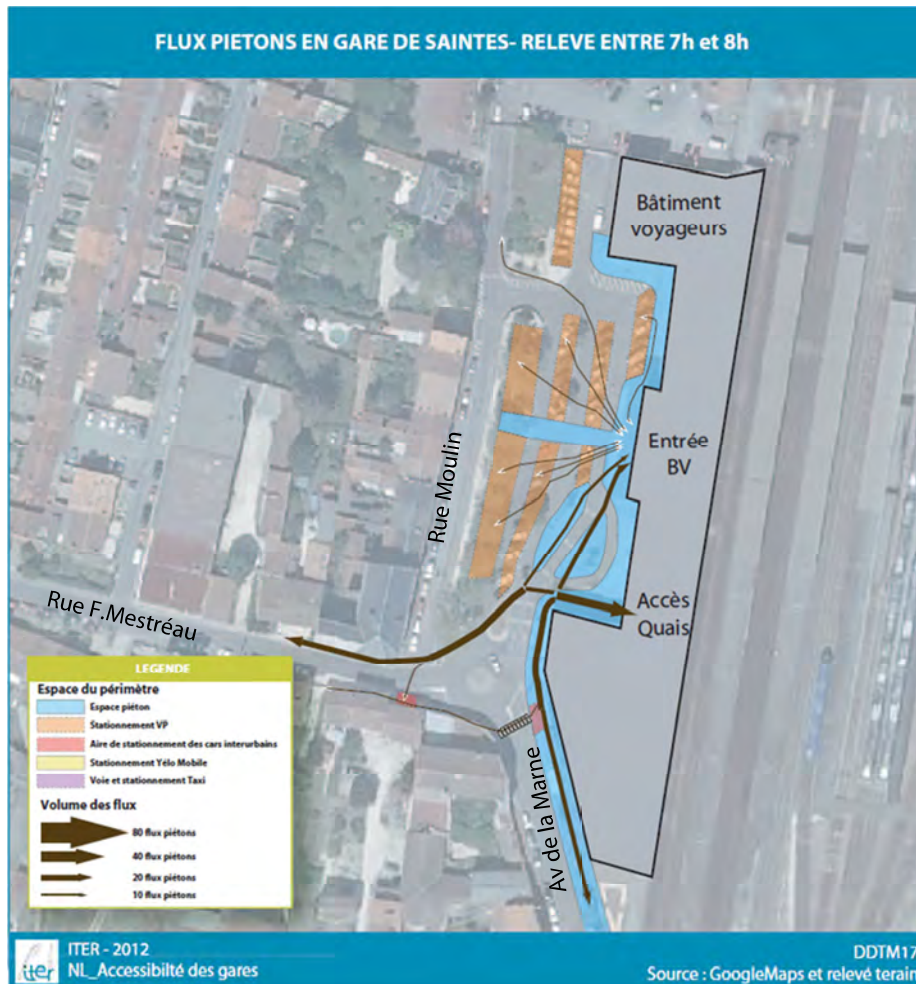 FLUX PIETONS EN GARE DE SAINTES- RELEVE ENTRE 7h et 8h
Bâtiment
voyageurs
Entrée
BV
Rue Moulin
Accès
Quais
Rue F.Mestréau
Av de la Marne
LEGENDE
Espace du périmètre
Espace piéton
Stationnement VP
Aire de stationnement des cars interurbains
Stationnement Yélo Mobile
Voie et stationnement Taxi
Volume des flux
80 flux piétons
40 flux piétons
20 flux piétons
10 flux piétons
iter
ITER - 2012
NL_Accessibilté des gares
DDTM17
Source : GoogleMaps et relevé terain